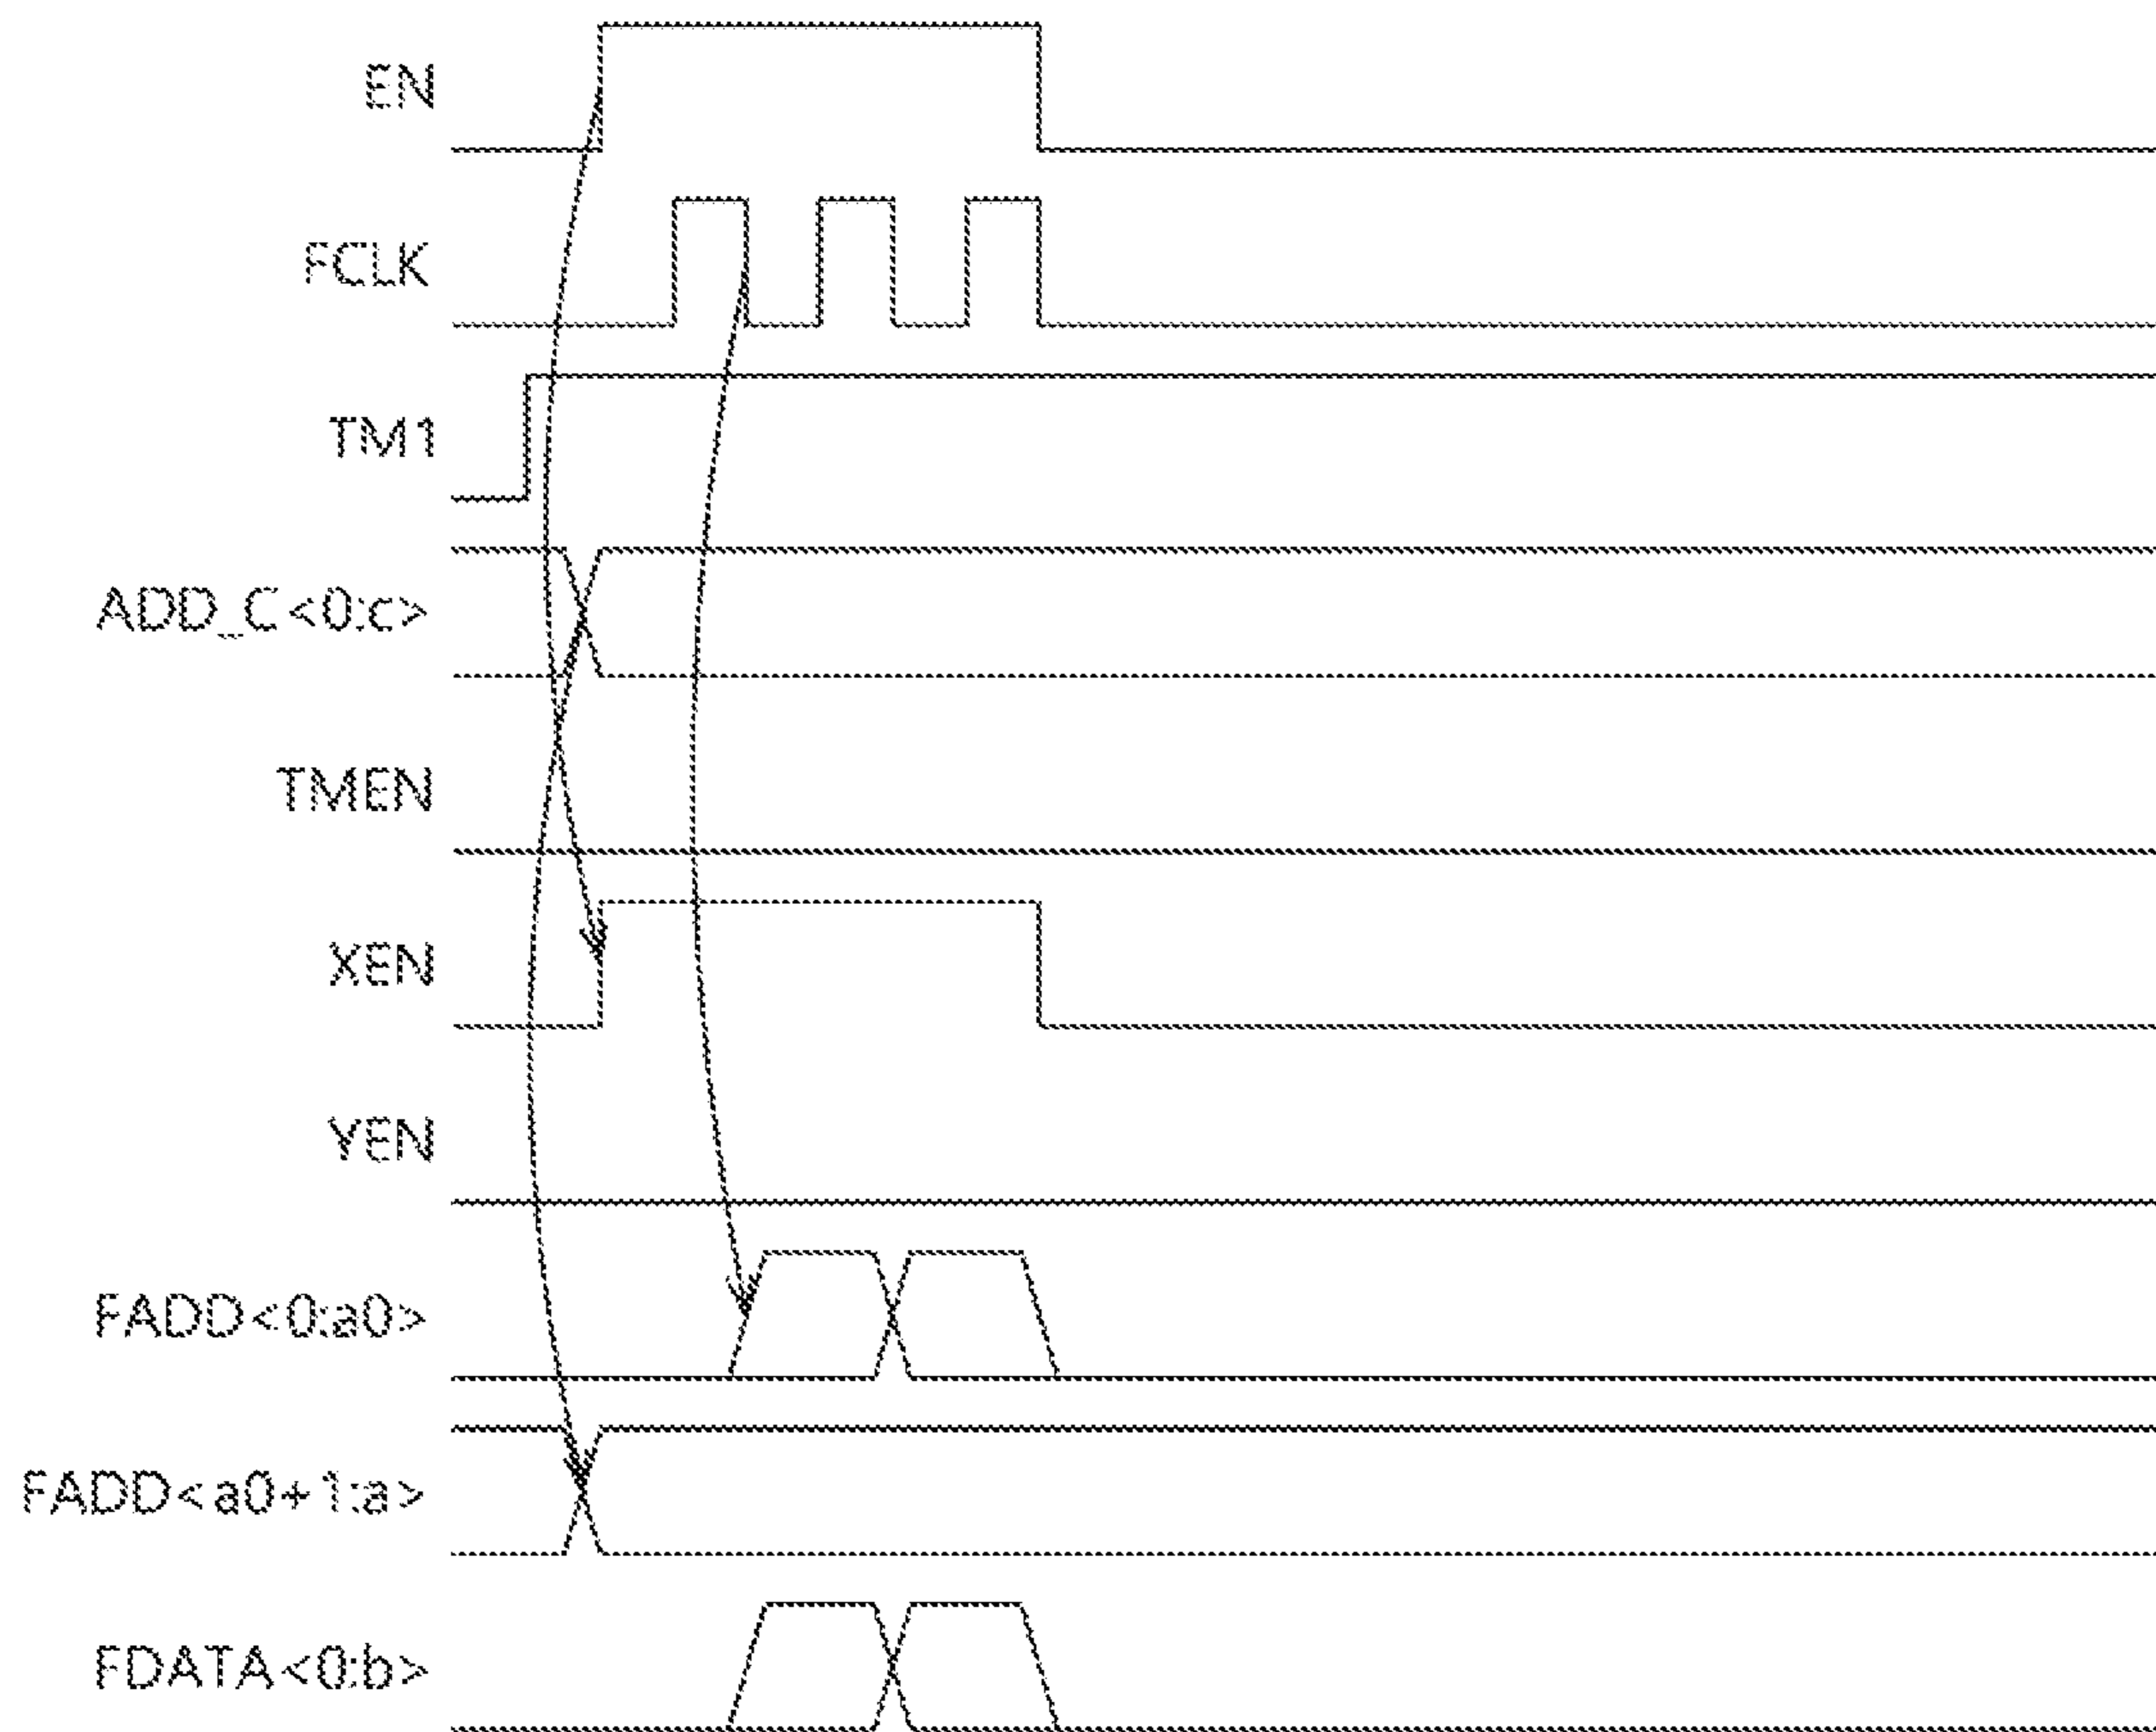 EN
FCLK
TM1
ADD_C<0:c>
TMEN
XEN
YEN
FADD<0:a0>
FADD<a0+1:a>
FDATA<0:b>